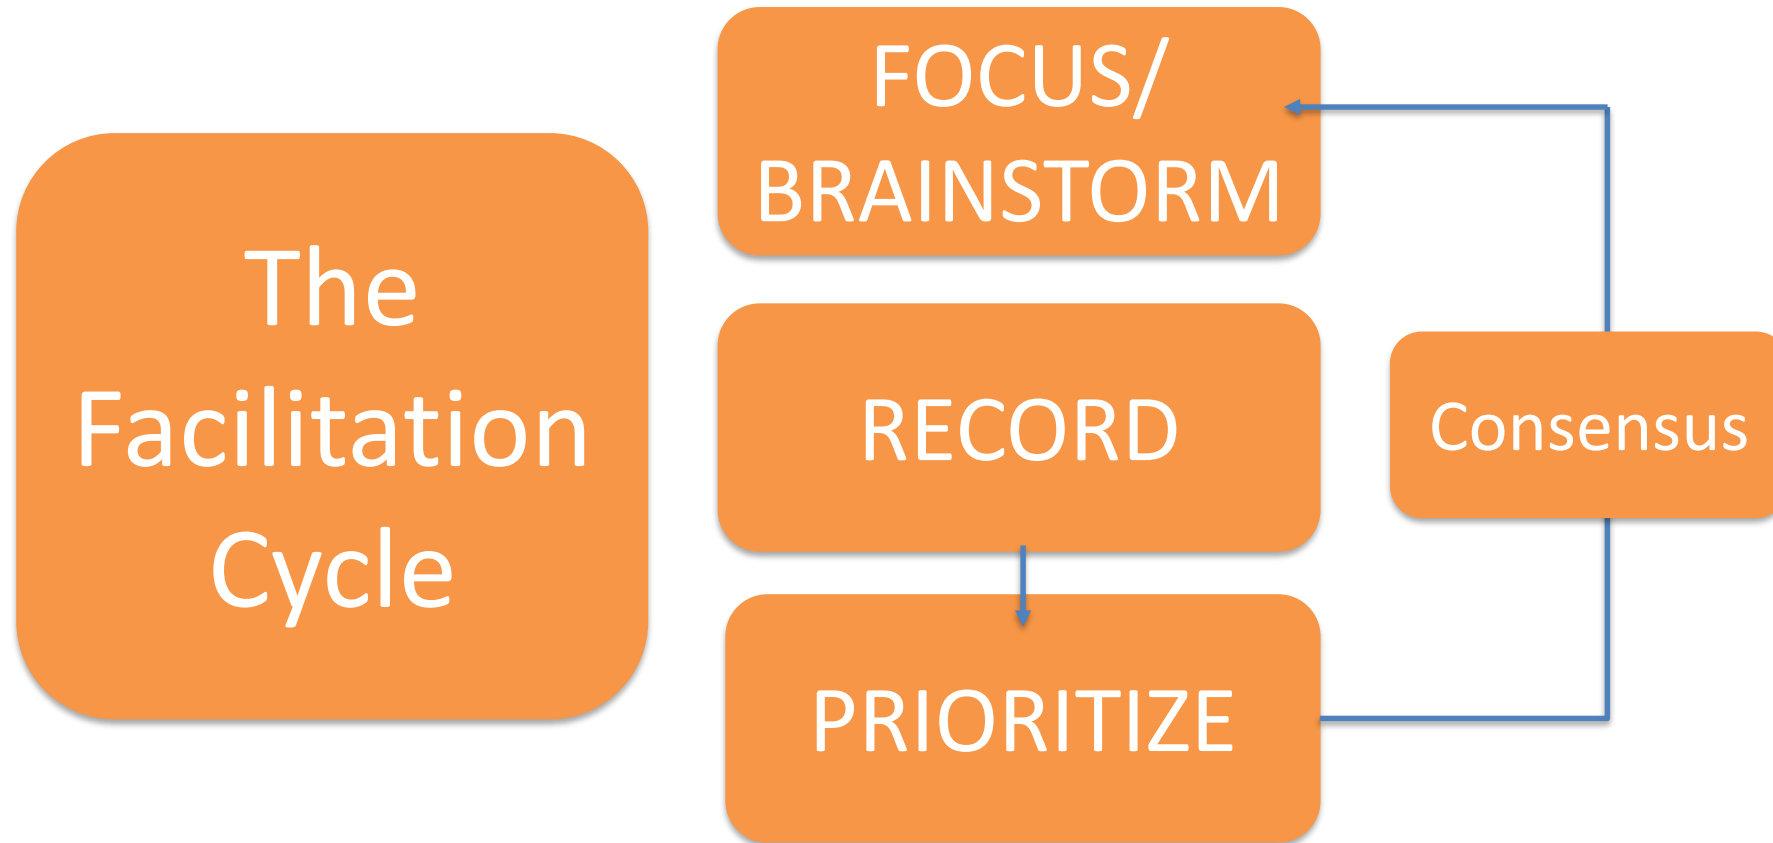 The
Facilitation
Cycle
FOCUS/
BRAINSTORM
RECORD
PRIORITIZE
Consensus